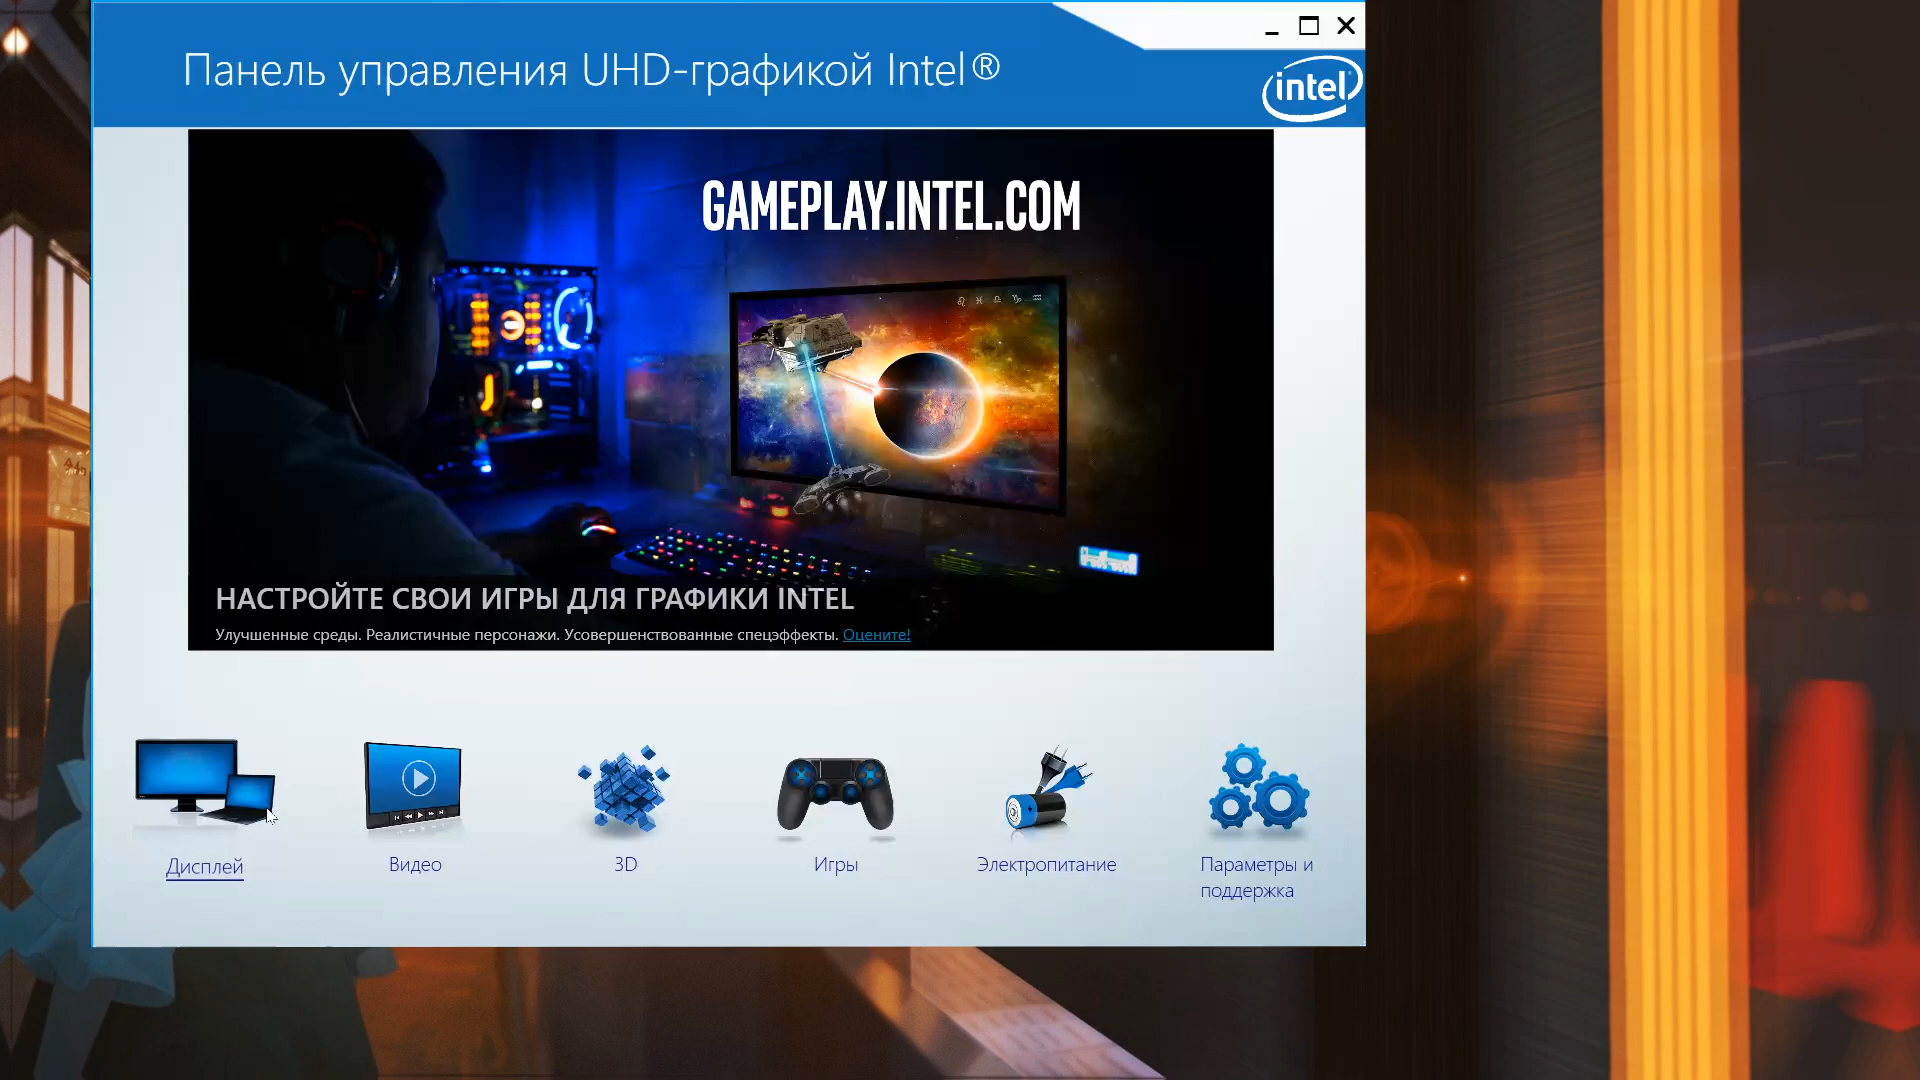 Панель управления UHD-графикой Intel®
intel
GAMEPLAY.INTEL.COM
НАСТРОЙТЕ СВОИ ИГРЫ ДЛЯ ГРАФИКИ INTEL
Улучшенные среды. Реалистичные персонажи. Усовершенствованные спецэффекты. Оцените!
Дисплей
Видео
3D
Игры
Электропитание
Параметры и
поддержка